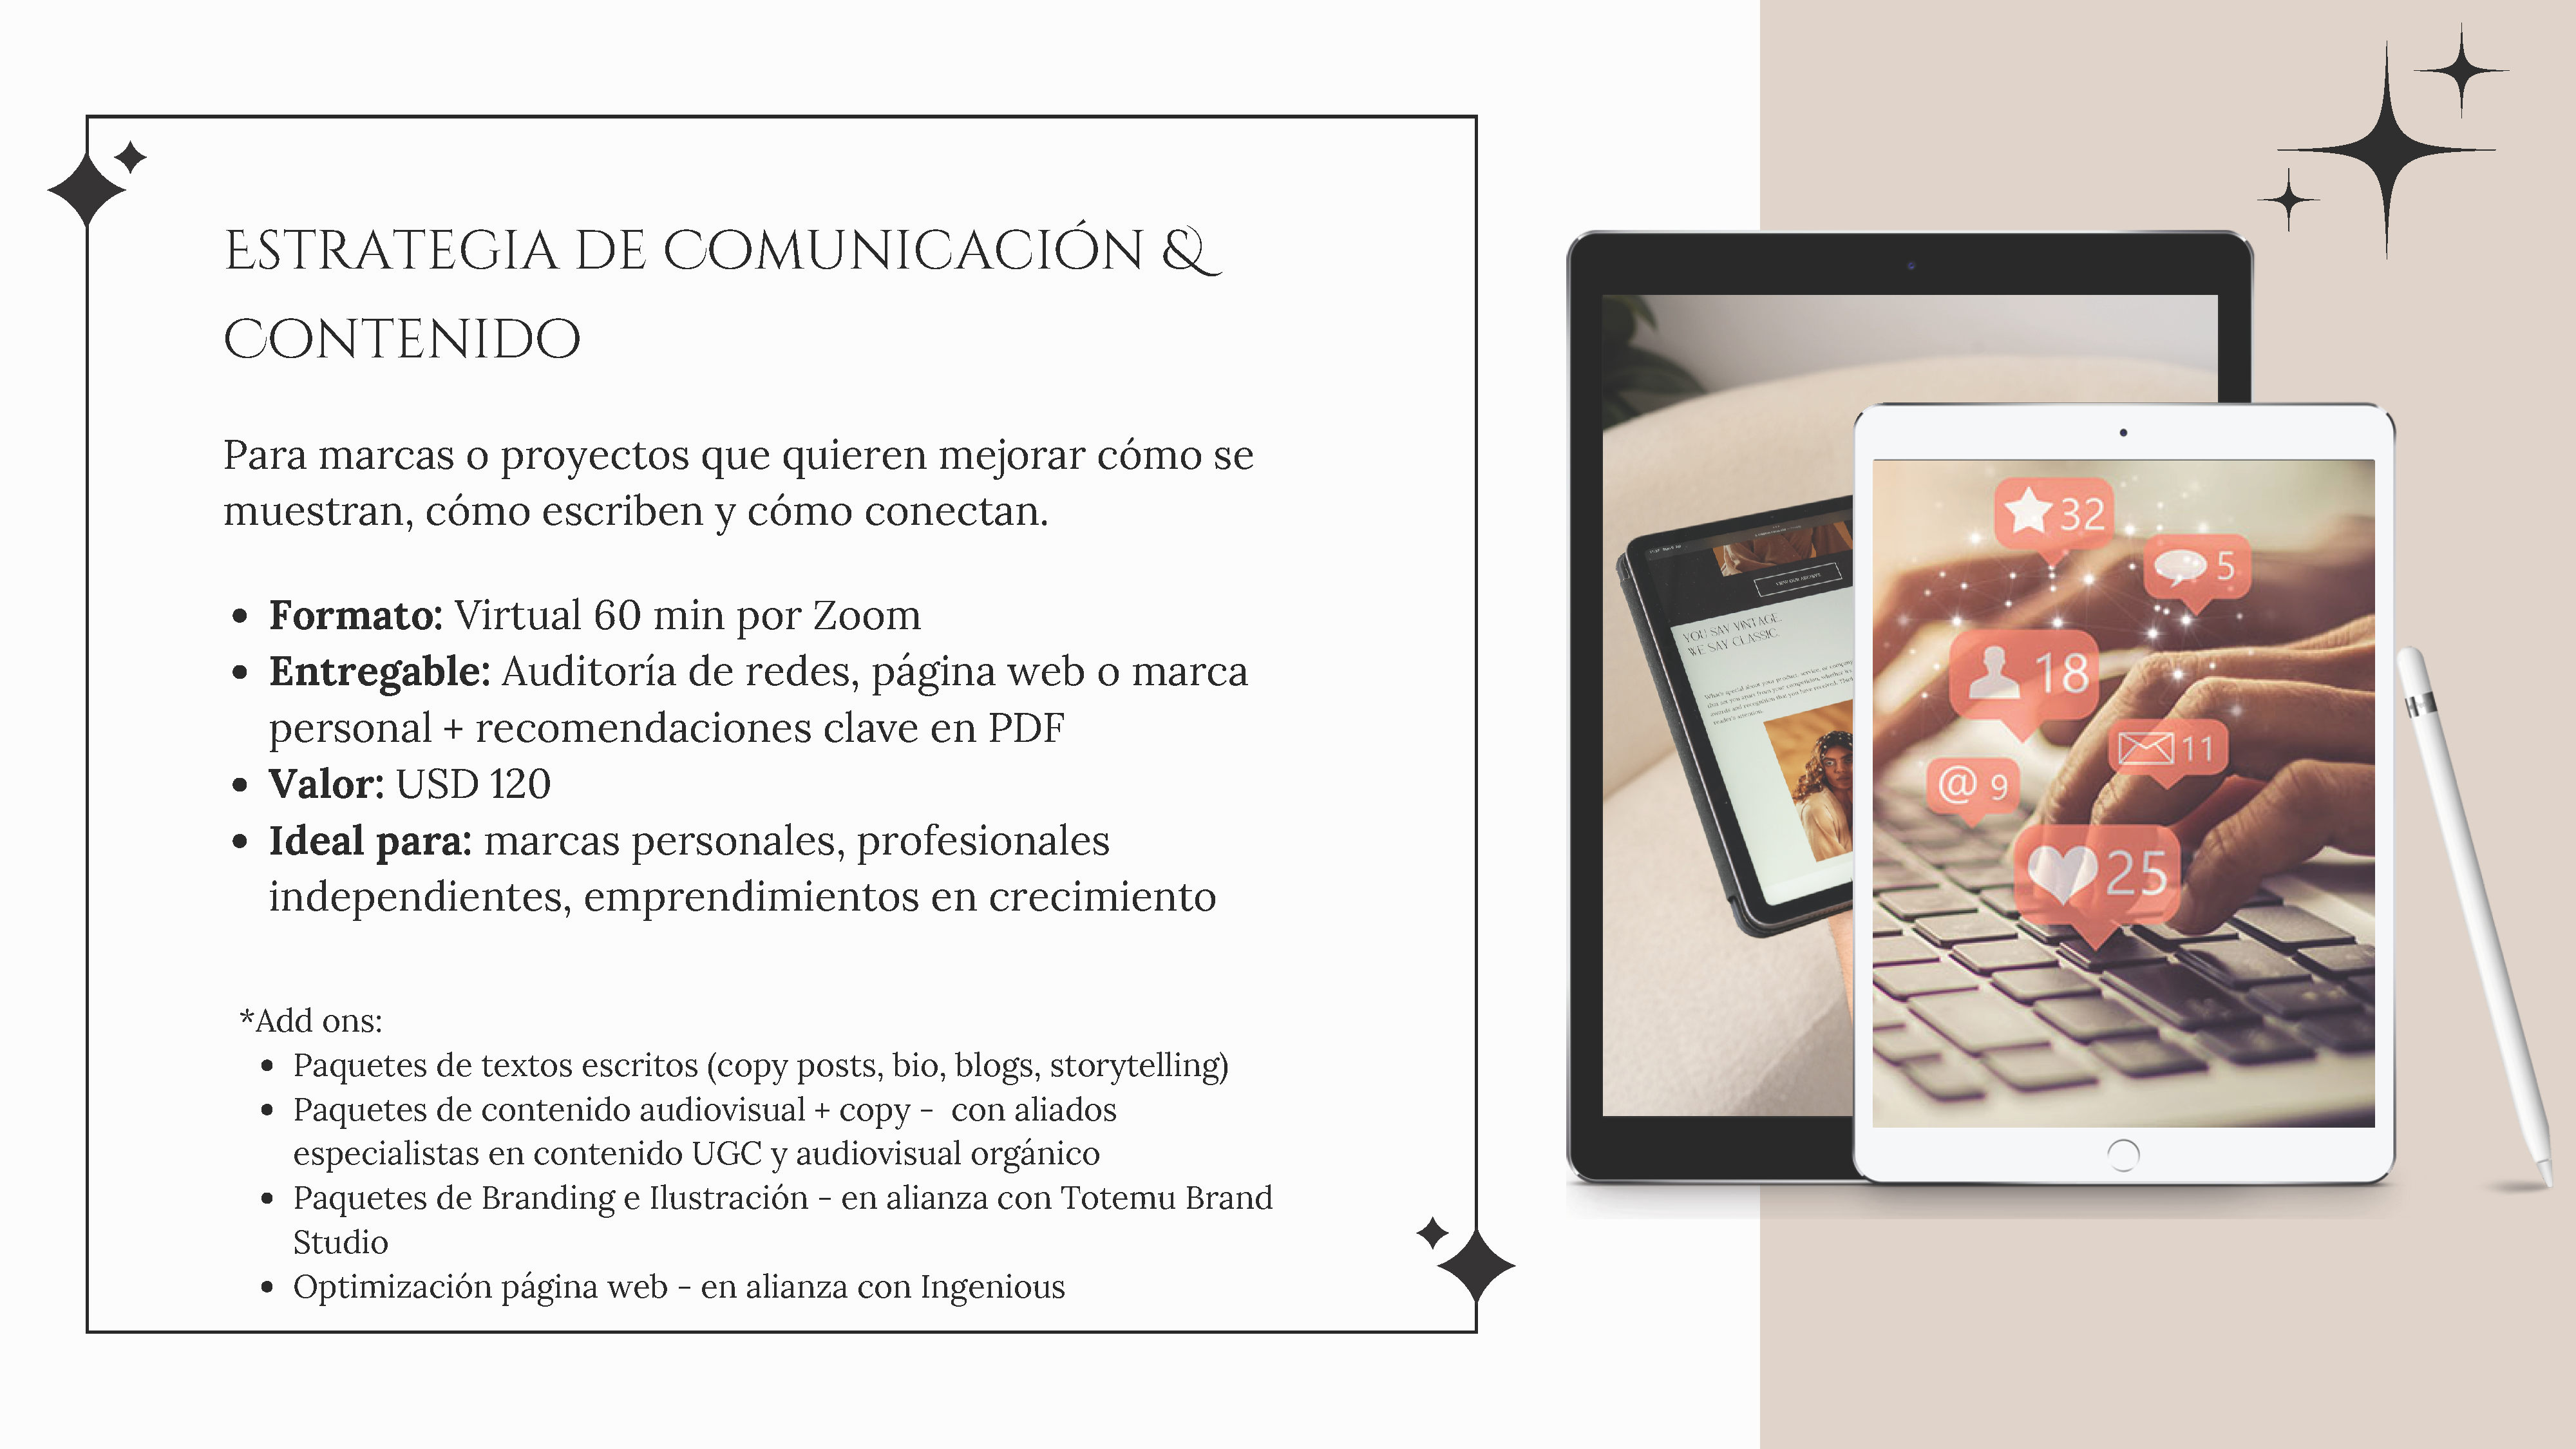 Estrategia de Comunicación &
Contenido
Para marcas o proyectos que quieren mejorar cómo se
muestran, cómo escriben y cómo conectan.
• Formato: Virtual 60 min por Zoom
• Entregable: Auditoría de redes, página web o marca
personal + recomendaciones clave en PDF
• Valor: USD 120
• Ideal para: marcas personales, profesionales
independientes, emprendimientos en crecimiento
*Add ons:
• Paquetes de textos escritos (copy posts, bio, blogs, storytelling)
• Paquetes de contenido audiovisual + copy - con aliados
especialistas en contenido UGC y audiovisual orgánico
• Paquetes de Branding e Ilustración - en alianza con Totemu Brand
Studio
• Optimización página web - en alianza con Ingenious
YOU SAY VINTAGE.
WE SAY CLASSIC.
32
5
18
11
@ 9
25